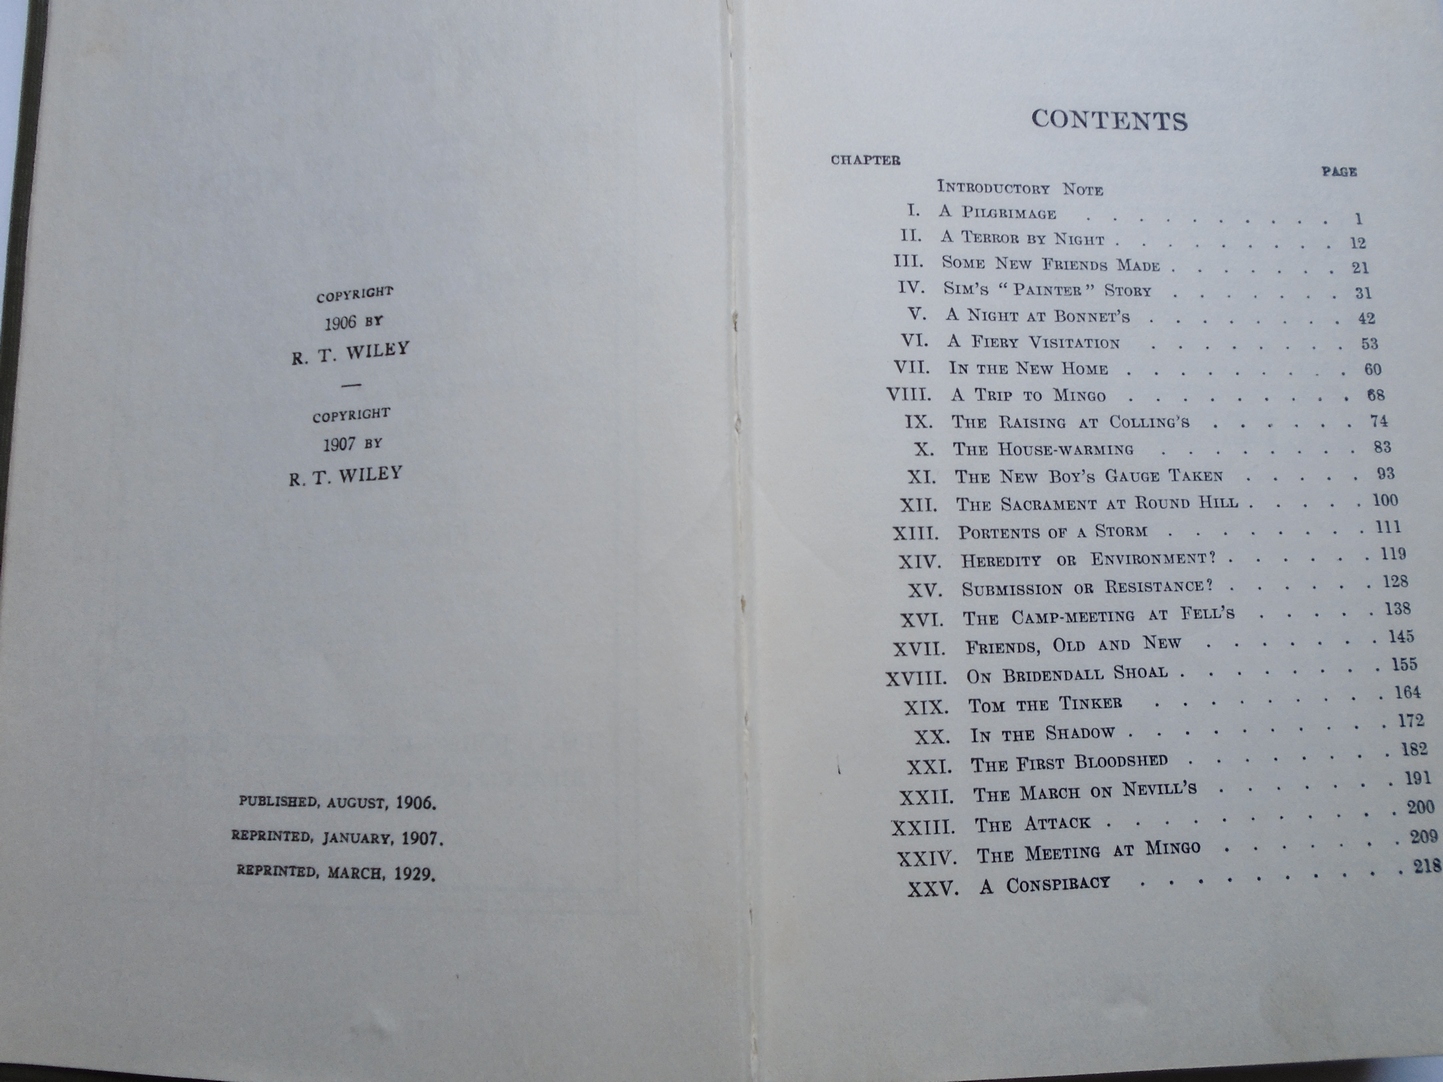 COPYRIGHT
1906 BY
R. T. WILEY
—
COPYRIGHT
1907 BY
R. T. WILEY
PUBLISHED, AUGUST, 1906.
REPRINTED, JANUARY, 1907.
REPRINTED, MARCH, 1929.
CONTENTS
CHAPTER PAGE
INTRODUCTORY NOTE
I. A PILGRIMAGE . . . . . . . . . . 1
II. A TERROR BY NIGHT . . . . . . . . . 12
III. SOME NEW FRIENDS MADE . . . . . . . 21
IV. SIM'S "PAINTER" STORY . . . . . . . 31
V. A NIGHT AT BONNET'S . . . . . . . . 42
VI. A FIERY VISITATION . . . . . . . . 53
VII. IN THE NEW HOME . . . . . . . . . 60
VIII. A TRIP TO MINGO . . . . . . . . . 68
IX. THE RAISING AT COLLING'S . . . . . . 74
X. THE HOUSE-WARMING . . . . . . . . 83
XI. THE NEW BOY'S GAUGE TAKEN . . . . . 93
XII. THE SACRAMENT AT ROUND HILL . . . . . 100
XIII. PORTENTS OF A STORM . . . . . . . . 111
XIV. HEREDITY OR ENVIRONMENT? . . . . . . 119
XV. SUBMISSION OR RESISTANCE? . . . . . . 128
XVI. THE CAMP-MEETING AT FELL'S . . . . . 138
XVII. FRIENDS, OLD AND NEW . . . . . . . 145
XVIII. ON BRIDENDALL SHOAL . . . . . . . . 155
XIX. TOM THE TINKER . . . . . . . . . 164
XX. IN THE SHADOW . . . . . . . . . . 172
XXI. THE FIRST BLOODSHED . . . . . . . . 182
XXII. THE MARCH ON NEVILL'S . . . . . . . 191
XXIII. THE ATTACK . . . . . . . . . . . 200
XXIV. THE MEETING AT MINGO . . . . . . . 209
XXV. A CONSPIRACY . . . . . . . . . . 218